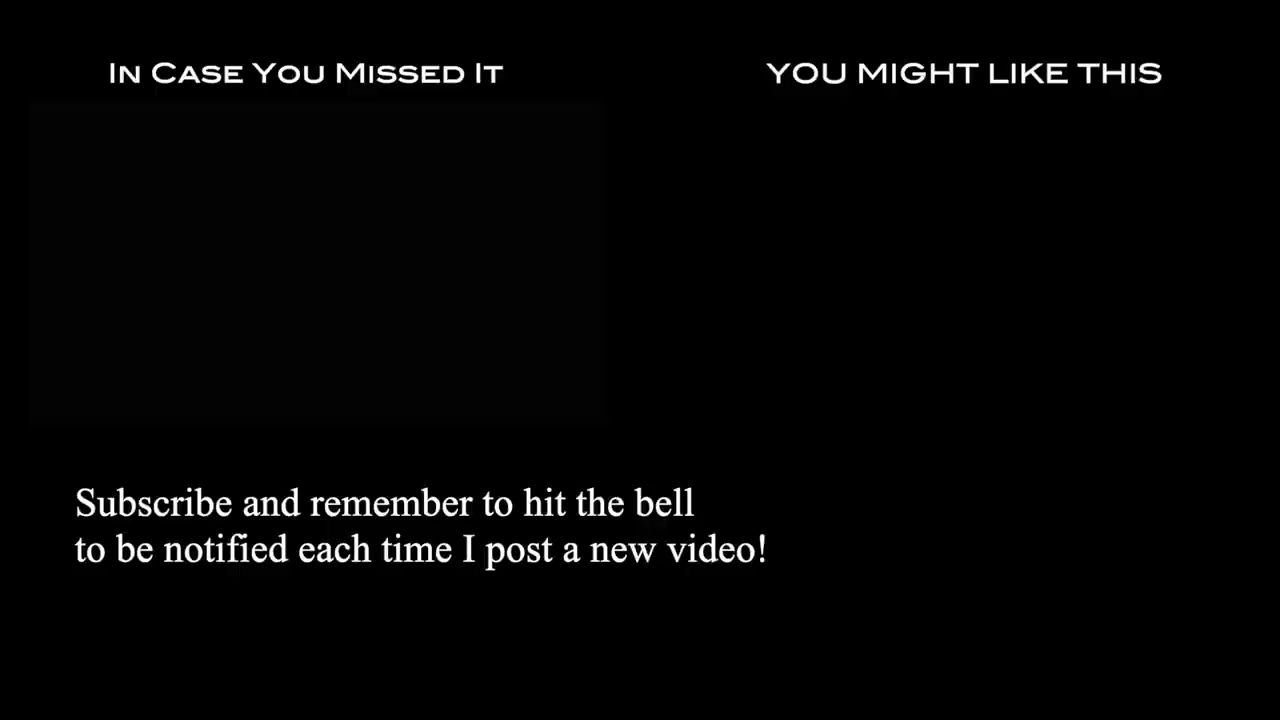 In Case You Missed It
YOU MIGHT LIKE THIS
Subscribe and remember to hit the bell
to be notified each time I post a new video!